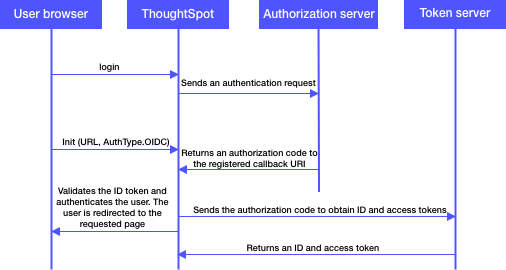 User browser
ThoughtSpot
Authorization server
Token server
login
Sends an authentication request
Init (URL, AuthType.OIDC)
Returns an authorization code to
the registered callback URI
Validates the ID token and
authenticates the user. The
user is redirected to the
requested page
Sends the authorization code to obtain ID and access tokens
Returns an ID and access token